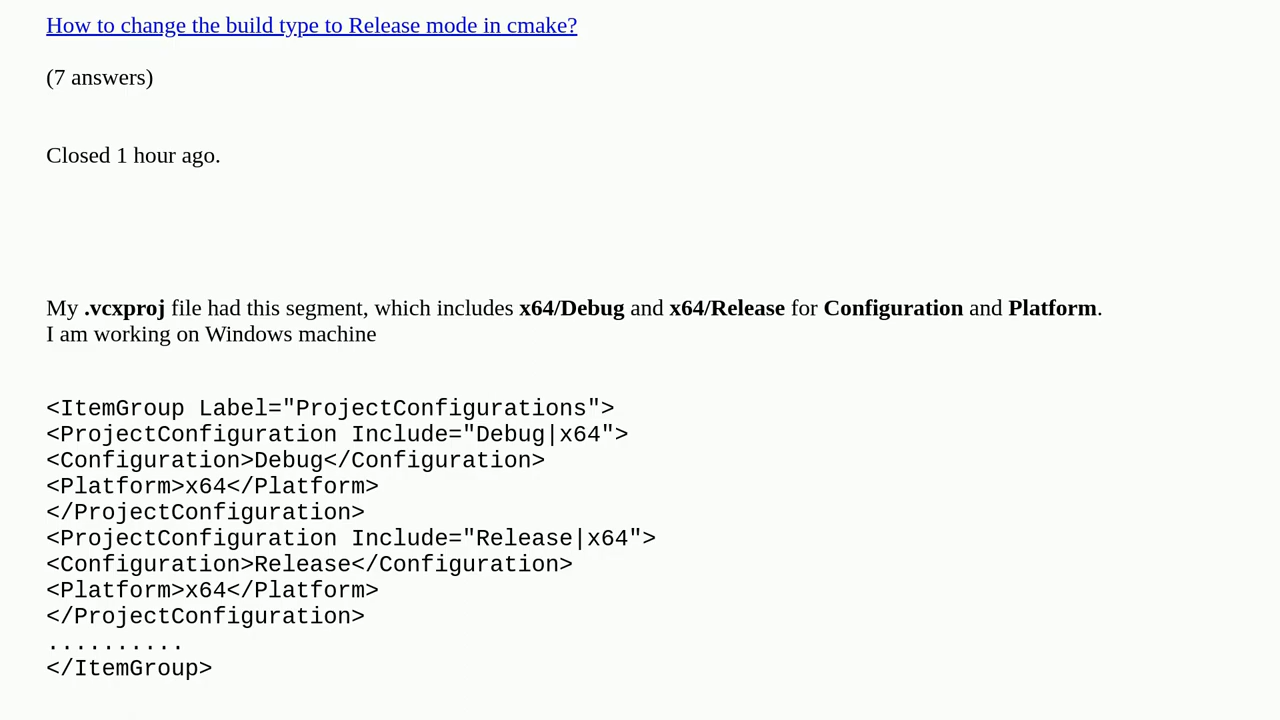 How to change the build type to Release mode in cmake?
(7 answers)
Closed 1 hour ago.
My .vcxproj file had this segment, which includes x64/Debug and x64/Release for Configuration and Platform.
I am working on Windows machine
<ItemGroup Label="ProjectConfigurations">
<ProjectConfiguration Include="Debug|x64">
<Configuration>Debug</Configuration>
<Platform>x64</Platform>
</ProjectConfiguration>
<ProjectConfiguration Include="Release|x64">
<Configuration>Release</Configuration>
<Platform>x64</Platform>
</ProjectConfiguration>
..........
</ItemGroup>